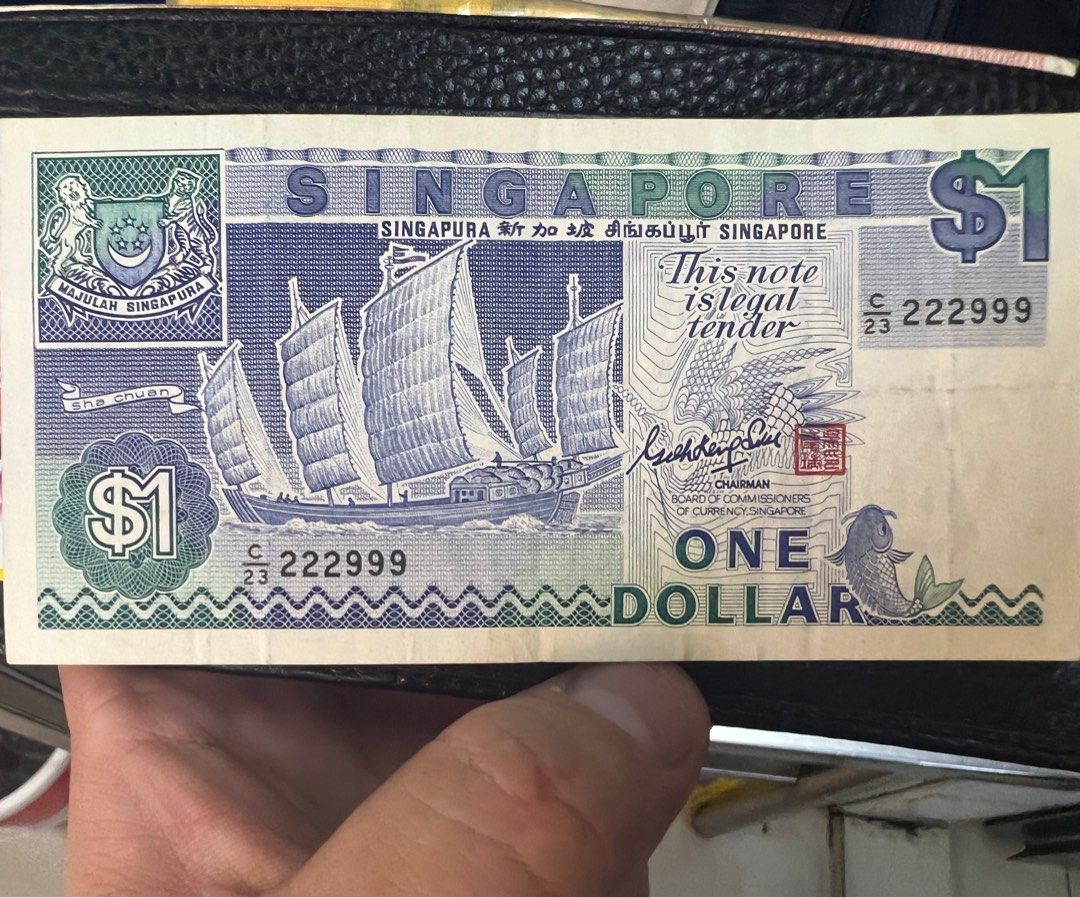 SINGAPORE
$1
SINGAPURA 新加坡 சிங்கப்பூர் SINGAPORE
MAJULAH SINGAPURA
This note
is legal
tender
C/23 222999
Sha chuan
$1
CHAIRMAN
BOARD OF COMMISSIONERS
OF CURRENCY, SINGAPORE
C/23 222999
ONE
DOLLAR